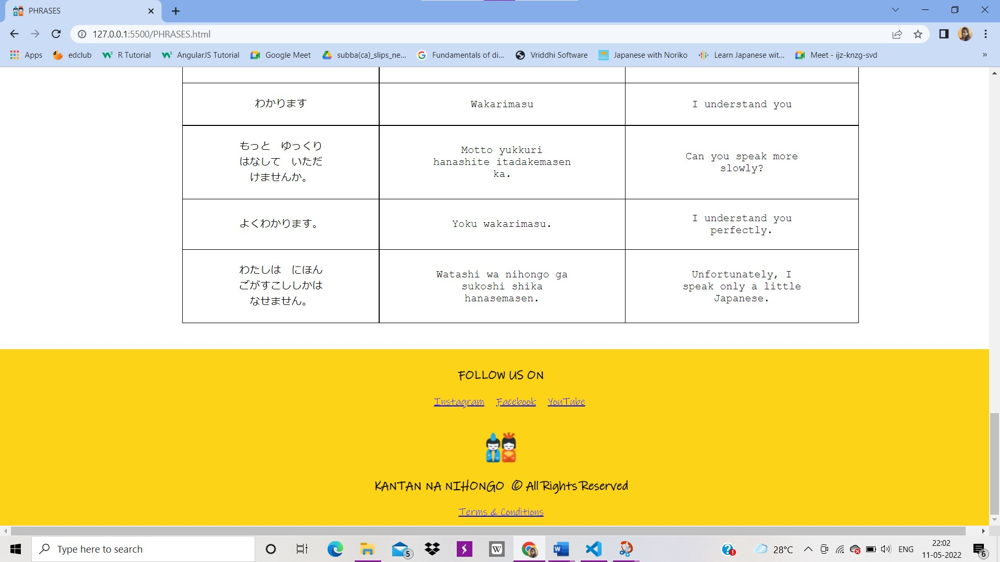 PHRASES
127.0.0.1:5500/PHRASES.html
Apps edclub R Tutorial AngularJS Tutorial Google Meet subba(ca)_slips_ne... Fundamentals of di... Vriddhi Software Japanese with Noriko Learn Japanese wit... Meet - ijz-knzg-svd »
わかります
Wakarimasu
I understand you
もっと　ゆっくり
はなして　いただ
けませんか。
Motto yukkuri
hanashite itadakemasen
ka.
Can you speak more
slowly?
よくわかります。
Yoku wakarimasu.
I understand you
perfectly.
わたしは　にほん
ごがすこししかは
なせません。
Watashi wa nihongo ga
sukoshi shika
hanasemasen.
Unfortunately, I
speak only a little
Japanese.
FOLLOW US ON
Instagram Facebook YouTube
KANTAN NA NIHONGO © All Rights Reserved
Terms & Conditions
Type here to search
5
W
W
28°C
ENG
22:02
11-05-2022
6